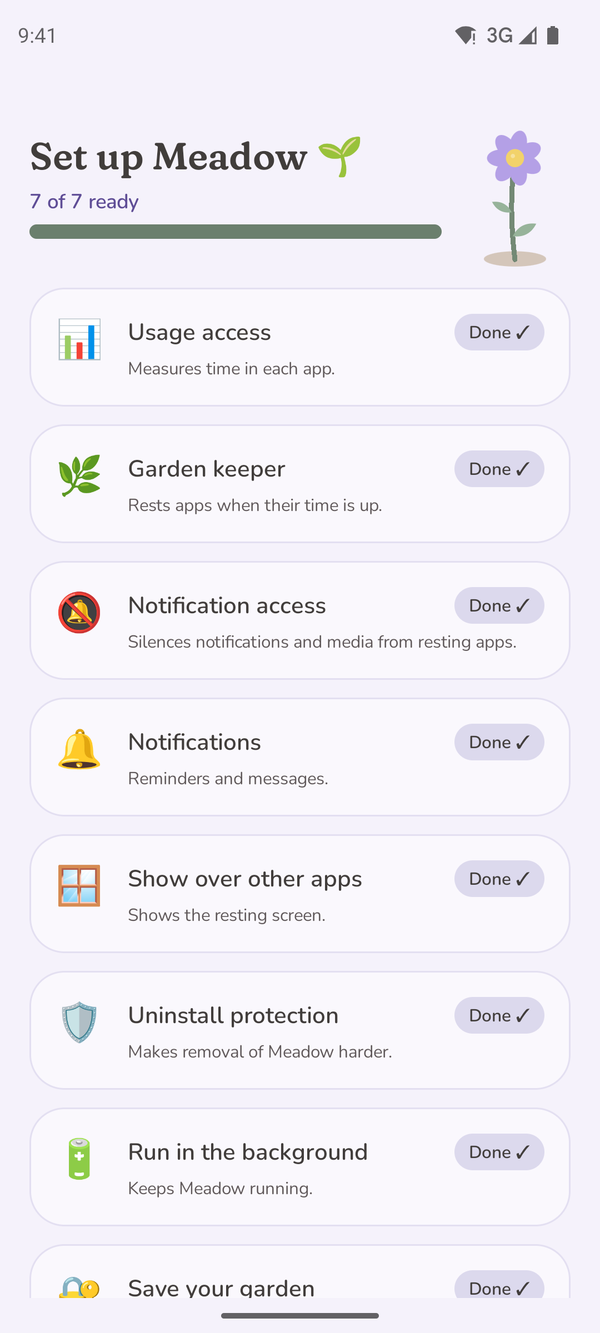 9:41
3G
Set up Meadow 🌱
7 of 7 ready
Usage access
Done ✓
Measures time in each app.
Garden keeper
Done ✓
Rests apps when their time is up.
Notification access
Done ✓
Silences notifications and media from resting apps.
Notifications
Done ✓
Reminders and messages.
Show over other apps
Done ✓
Shows the resting screen.
Uninstall protection
Done ✓
Makes removal of Meadow harder.
Run in the background
Done ✓
Keeps Meadow running.
Save your garden
Done ✓